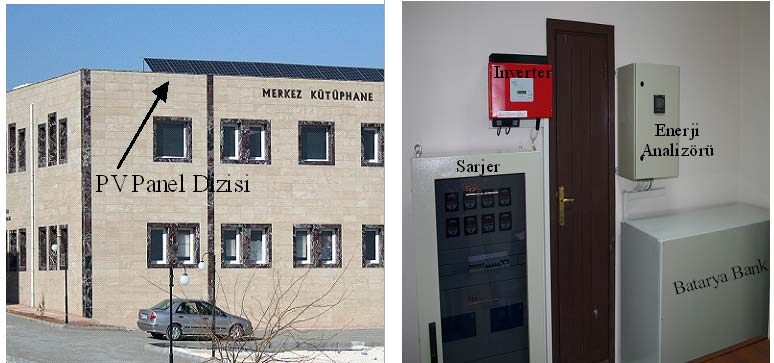 MERKEZ KÜTÜPHANE
PV Panel Dizisi
Inverter
Enerji
Analizörü
Sarjer
Batarya Bank